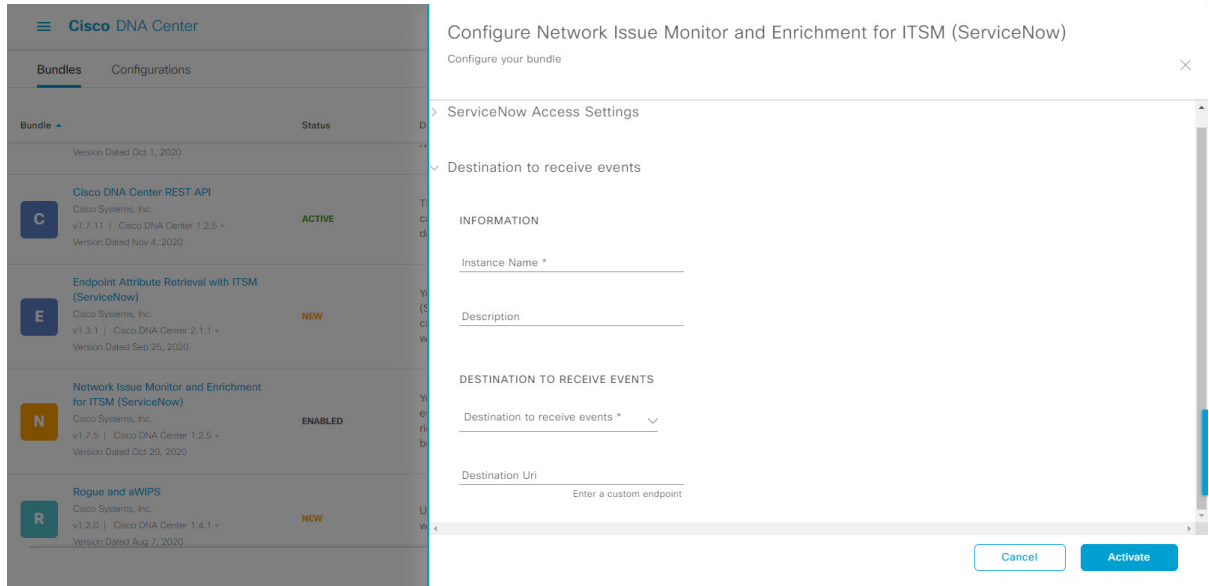 Cisco DNA Center
Bundles Configurations
Bundle Status
Version Dated Oct 1, 2020
C
Cisco DNA Center REST API
Cisco Systems, Inc.
v1.7.11 | Cisco DNA Center 1.2.5 +
Version Dated Nov 4, 2020
ACTIVE
E
Endpoint Attribute Retrieval with ITSM
(ServiceNow)
Cisco Systems, Inc.
v1.3.1 | Cisco DNA Center 2.1.1 +
Version Dated Sep 25, 2020
NEW
N
Network Issue Monitor and Enrichment
for ITSM (ServiceNow)
Cisco Systems, Inc.
v1.7.5 | Cisco DNA Center 1.2.5 +
Version Dated Oct 20, 2020
ENABLED
R
Rogue and aWIPS
Cisco Systems, Inc.
v1.2.0 | Cisco DNA Center 1.4.1 +
Version Dated Aug 7, 2020
NEW
Configure Network Issue Monitor and Enrichment for ITSM (ServiceNow)
Configure your bundle
ServiceNow Access Settings
Destination to receive events
INFORMATION
Instance Name *
Description
DESTINATION TO RECEIVE EVENTS
Destination to receive events *
Destination Uri
Enter a custom endpoint
Cancel Activate